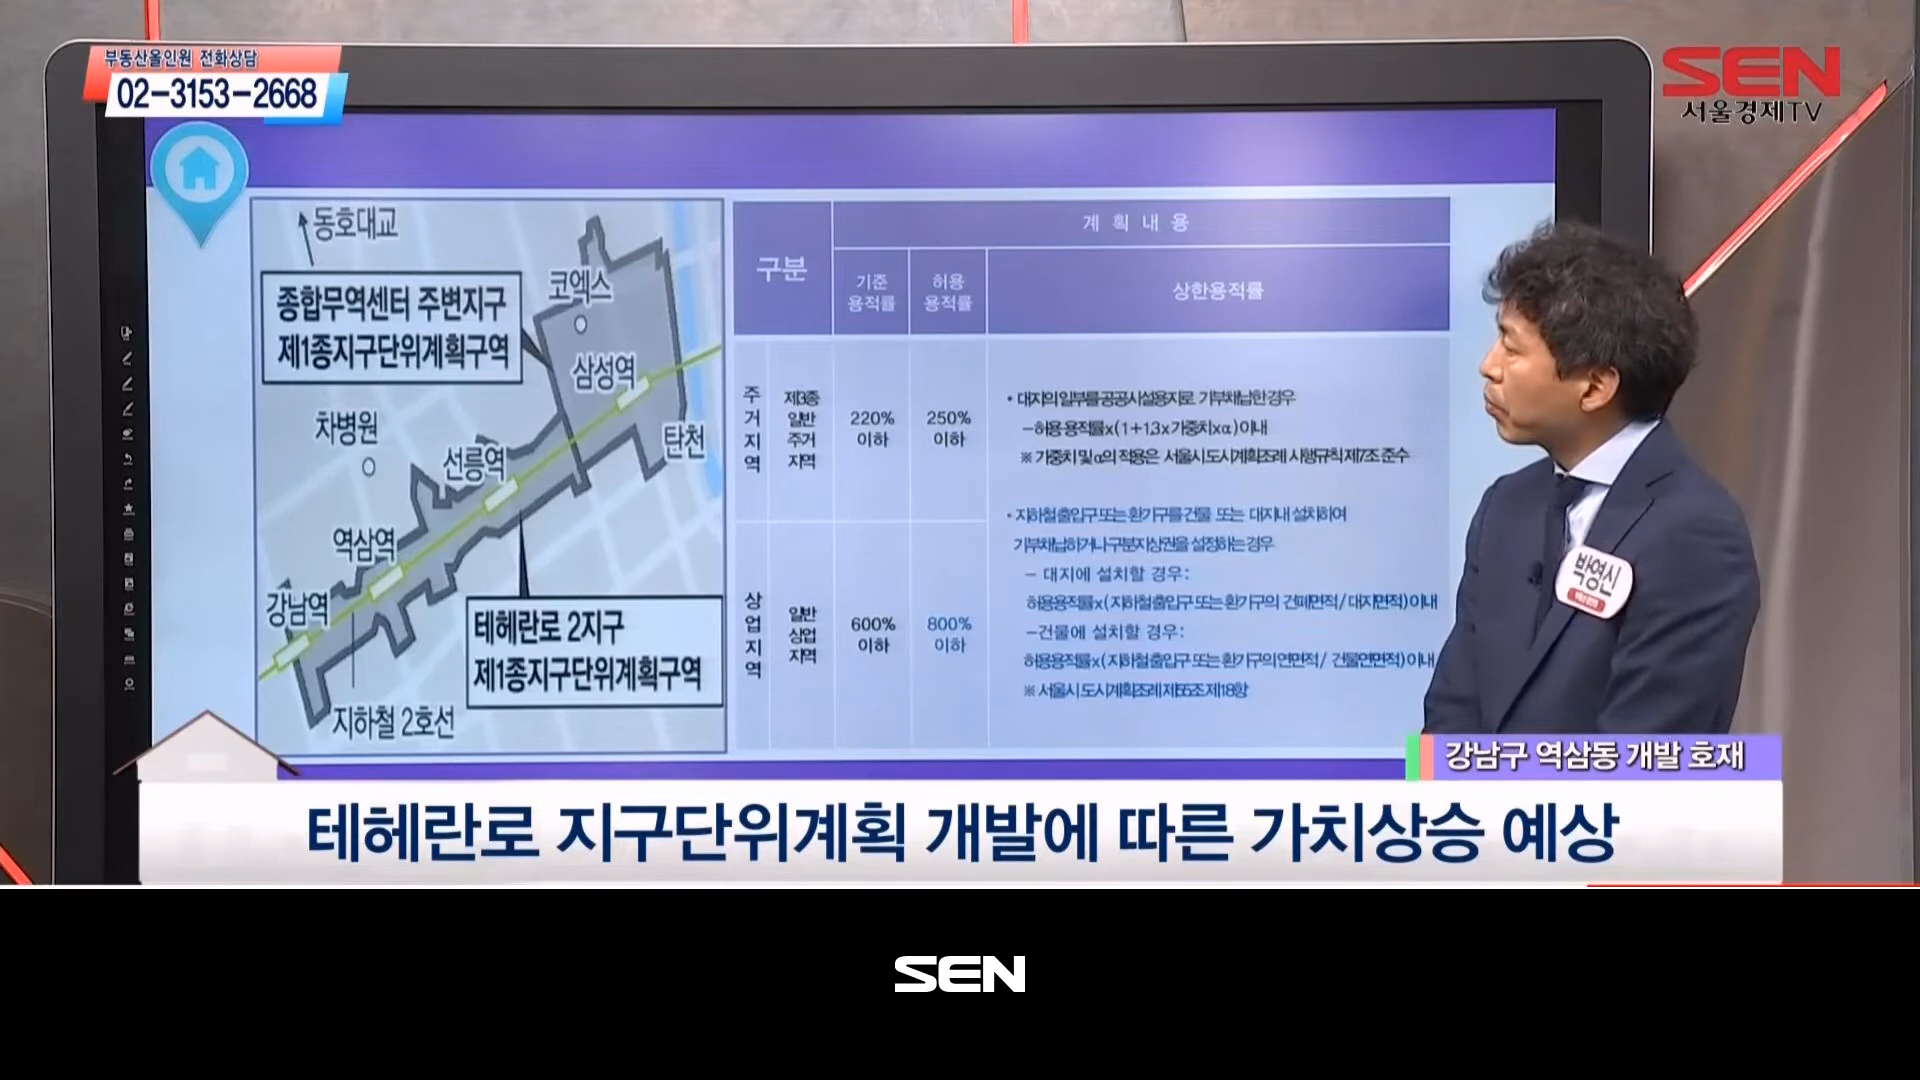 부동산올인원 전화상담
02-3153-2668
SEN
서울경제TV
동호대교
코엑스
종합무역센터 주변지구
제1종지구단위계획구역
삼성역
차병원
선릉역
탄천
역삼역
강남역
테헤란로 2지구
제1종지구단위계획구역
지하철 2호선
구분
계 획 내 용
기준
용적률
허용
용적률
상한용적률
주거지역
제3종
일반
주거
지역
220%
이하
250%
이하
• 대지의 일부를 공공시설용지로 기부채납한 경우
-허용 용적률x(1+1.3x가중치xα)이내
※ 가중치 및 α의 적용은 서울시 도시계획조례 시행규칙 제7조 준수
상업지역
일반
상업
지역
600%
이하
800%
이하
• 지하철출입구 또는 환기구를 건물 또는 대지내 설치하여
기부채납하거나 구분지상권을 설정하는 경우
- 대지에 설치할 경우:
허용용적률x(지하철출입구 또는 환기구의 건폐면적/대지면적)이내
-건물에 설치할 경우:
허용용적률x(지하철출입구 또는 환기구의 연면적/ 건물연면적)이내
※ 서울시 도시계획조례 제55조 제18항
박영신
강남구 역삼동 개발 호재
테헤란로 지구단위계획 개발에 따른 가치상승 예상
SEN